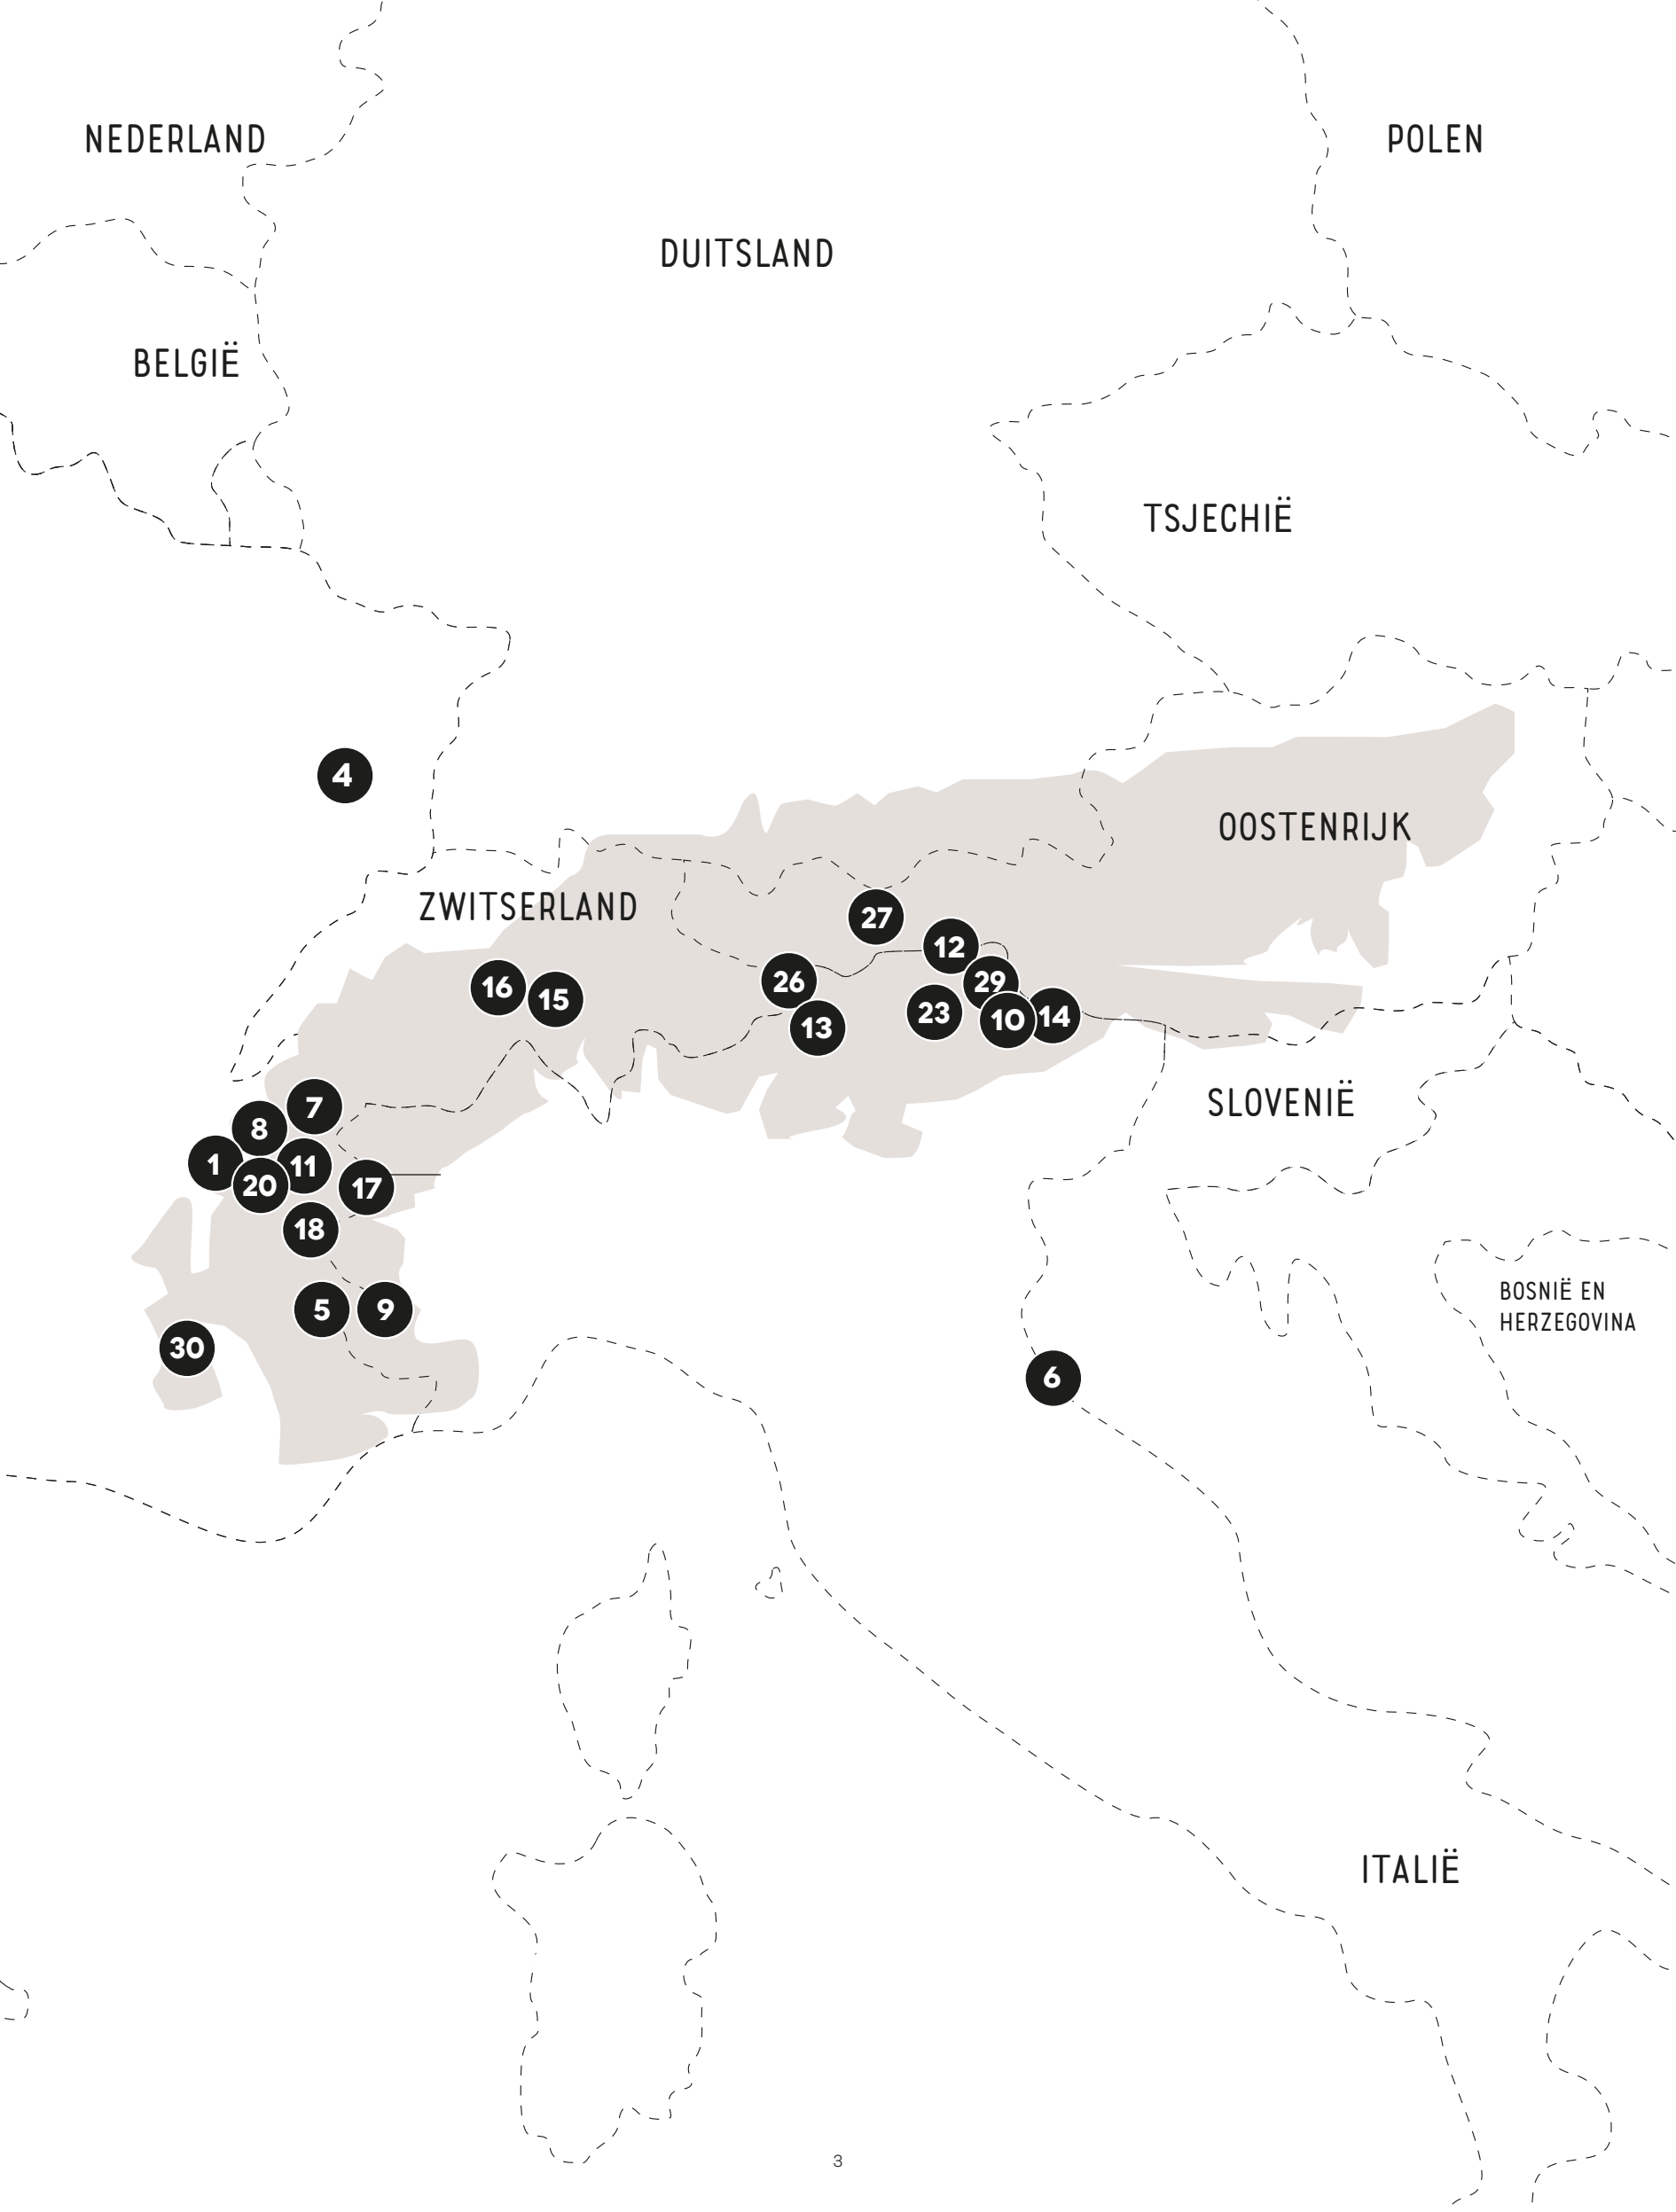 NEDERLAND
POLEN
DUITSLAND
BELGIË
TSJECHIË
4
OOSTENRIJK
ZWITSERLAND
27
12
26
29
16
15
23
10
14
13
7
SLOVENIË
8
1
11
20
17
18
BOSNIË EN
HERZEGOVINA
5
9
30
6
ITALIË
3